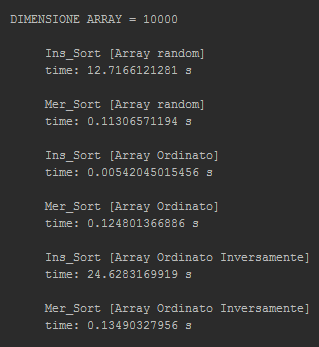 DIMENSIONE ARRAY = 10000
Ins_Sort [Array random]
time: 12.7166121281 s
Mer_Sort [Array random]
time: 0.11306571194 s
Ins_Sort [Array Ordinato]
time: 0.00542045015456 s
Mer_Sort [Array Ordinato]
time: 0.124801366886 s
Ins_Sort [Array Ordinato Inversamente]
time: 24.6283169919 s
Mer_Sort [Array Ordinato Inversamente]
time: 0.13490327956 s